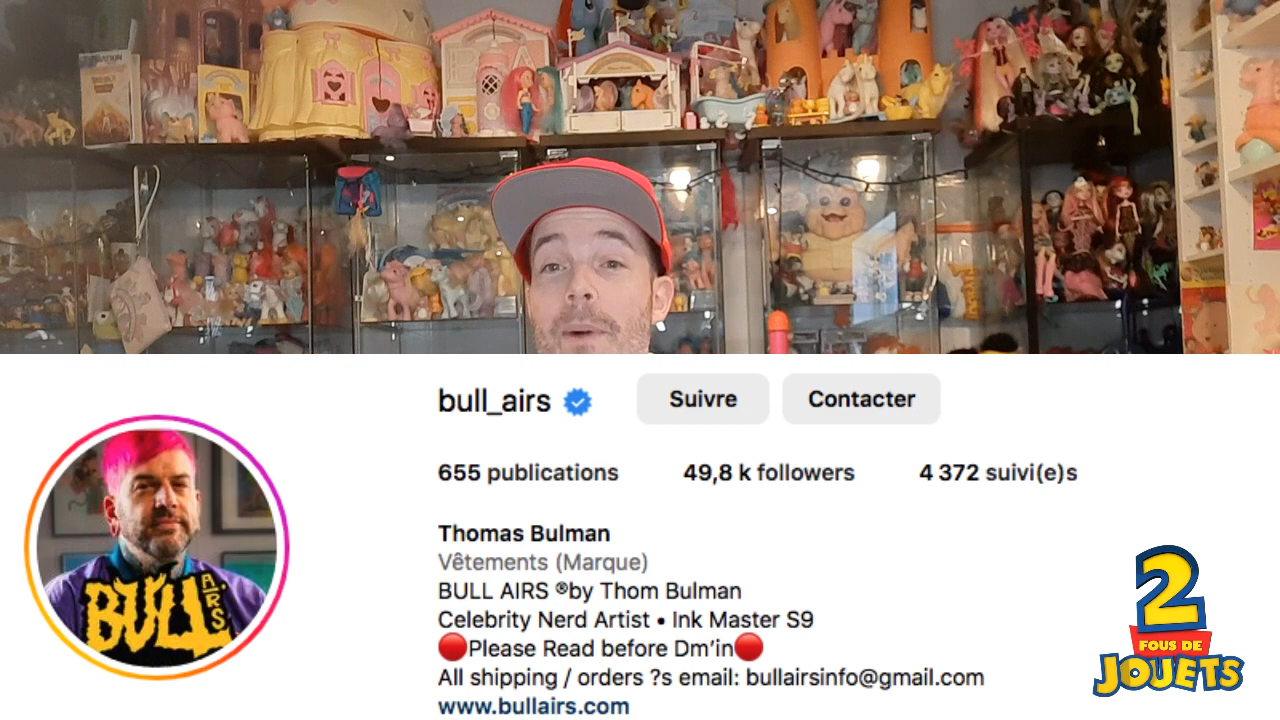 bull_airs
Suivre
Contacter
655 publications
49,8 k followers
4 372 suivi(e)s
Thomas Bulman
Vêtements (Marque)
BULL AIRS ®by Thom Bulman
Celebrity Nerd Artist • Ink Master S9
🔴Please Read before Dm’in🔴
All shipping / orders ?s email: bullairsinfo@gmail.com
www.bullairs.com
BULL A.RS
2
FOUS DE
JOUETS